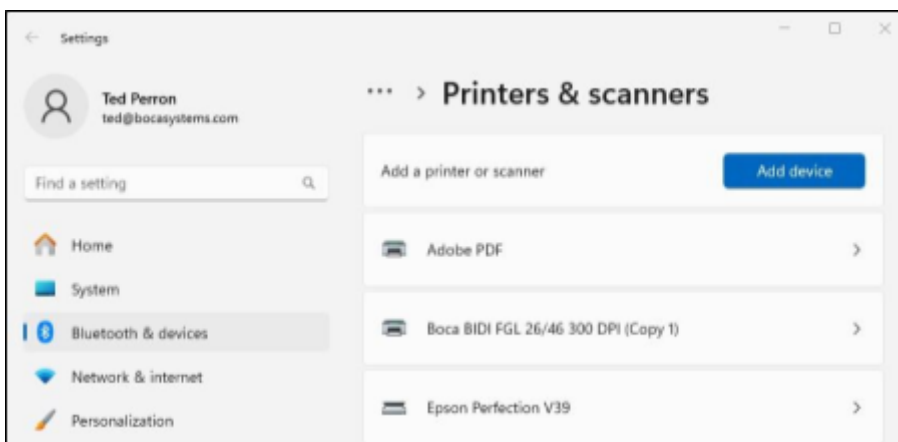 Settings
Ted Perron
ted@bocasystems.com
Find a setting
Home
System
Bluetooth & devices
Network & internet
Personalization
··· > Printers & scanners
Add a printer or scanner
Add device
Adobe PDF
Boca BIDI FGL 26/46 300 DPI (Copy 1)
Epson Perfection V39